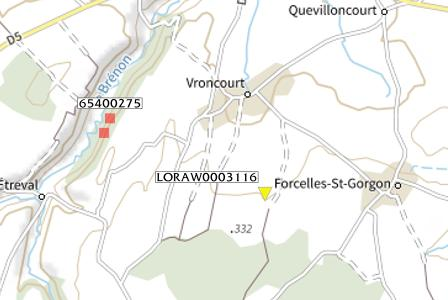 Quevilloncourt
D5
Brénon
Vroncourt
65400275
LORAW0003116
Étreval
Forcelles-St-Gorgon
.332